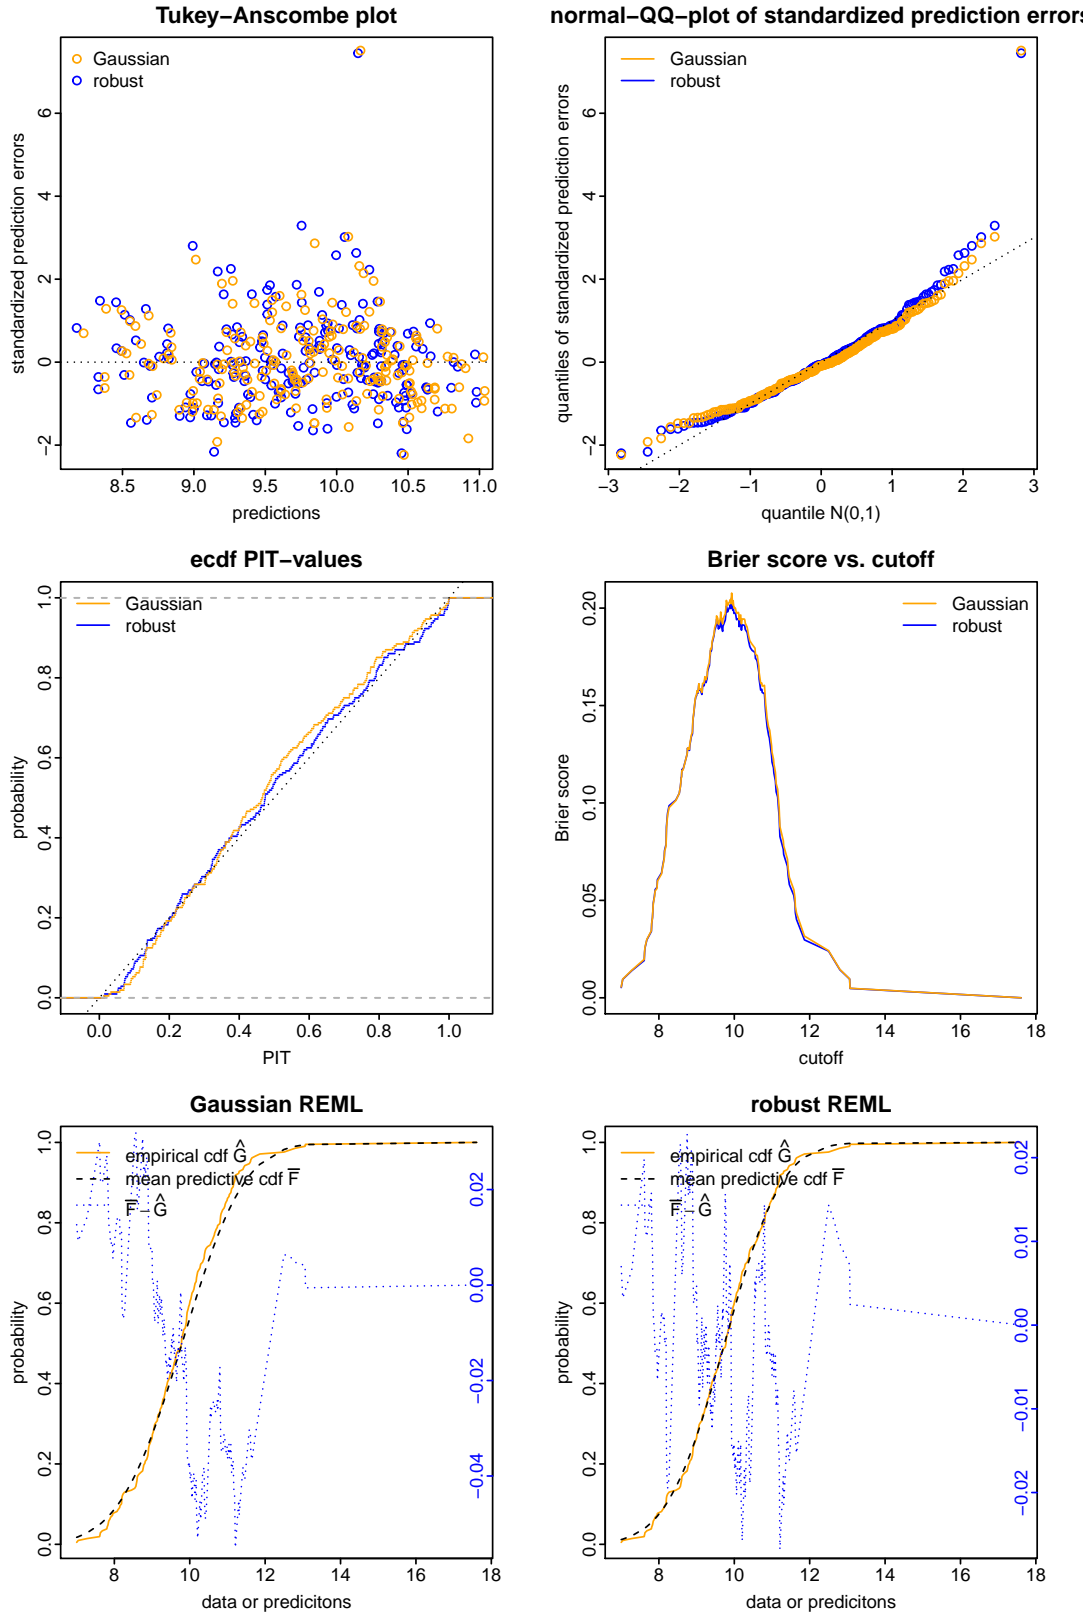 Tukey−Anscombe plot
Gaussian
robust
standardized prediction errors
−2 0 2 4 6
8.5 9.0 9.5 10.0 10.5 11.0
predictions
normal−QQ−plot of standardized prediction errors
Gaussian
robust
quantiles of standardized prediction errors
−2 0 2 4 6
−3 −2 −1 0 1 2 3
quantile N(0,1)
ecdf PIT−values
Gaussian
robust
probability
0.0 0.2 0.4 0.6 0.8 1.0
0.0 0.2 0.4 0.6 0.8 1.0
PIT
Brier score vs. cutoff
Gaussian
robust
Brier score
0.00 0.05 0.10 0.15 0.20
8 10 12 14 16 18
cutoff
Gaussian REML
empirical cdf Ĝ
mean predictive cdf F̅
F̅−Ĝ
probability
0.0 0.2 0.4 0.6 0.8 1.0
−0.04 −0.02 0.00 0.02
8 10 12 14 16 18
data or predicitons
robust REML
empirical cdf Ĝ
mean predictive cdf F̅
F̅−Ĝ
probability
0.0 0.2 0.4 0.6 0.8 1.0
−0.02 −0.01 0.00 0.01 0.02
8 10 12 14 16 18
data or predicitons